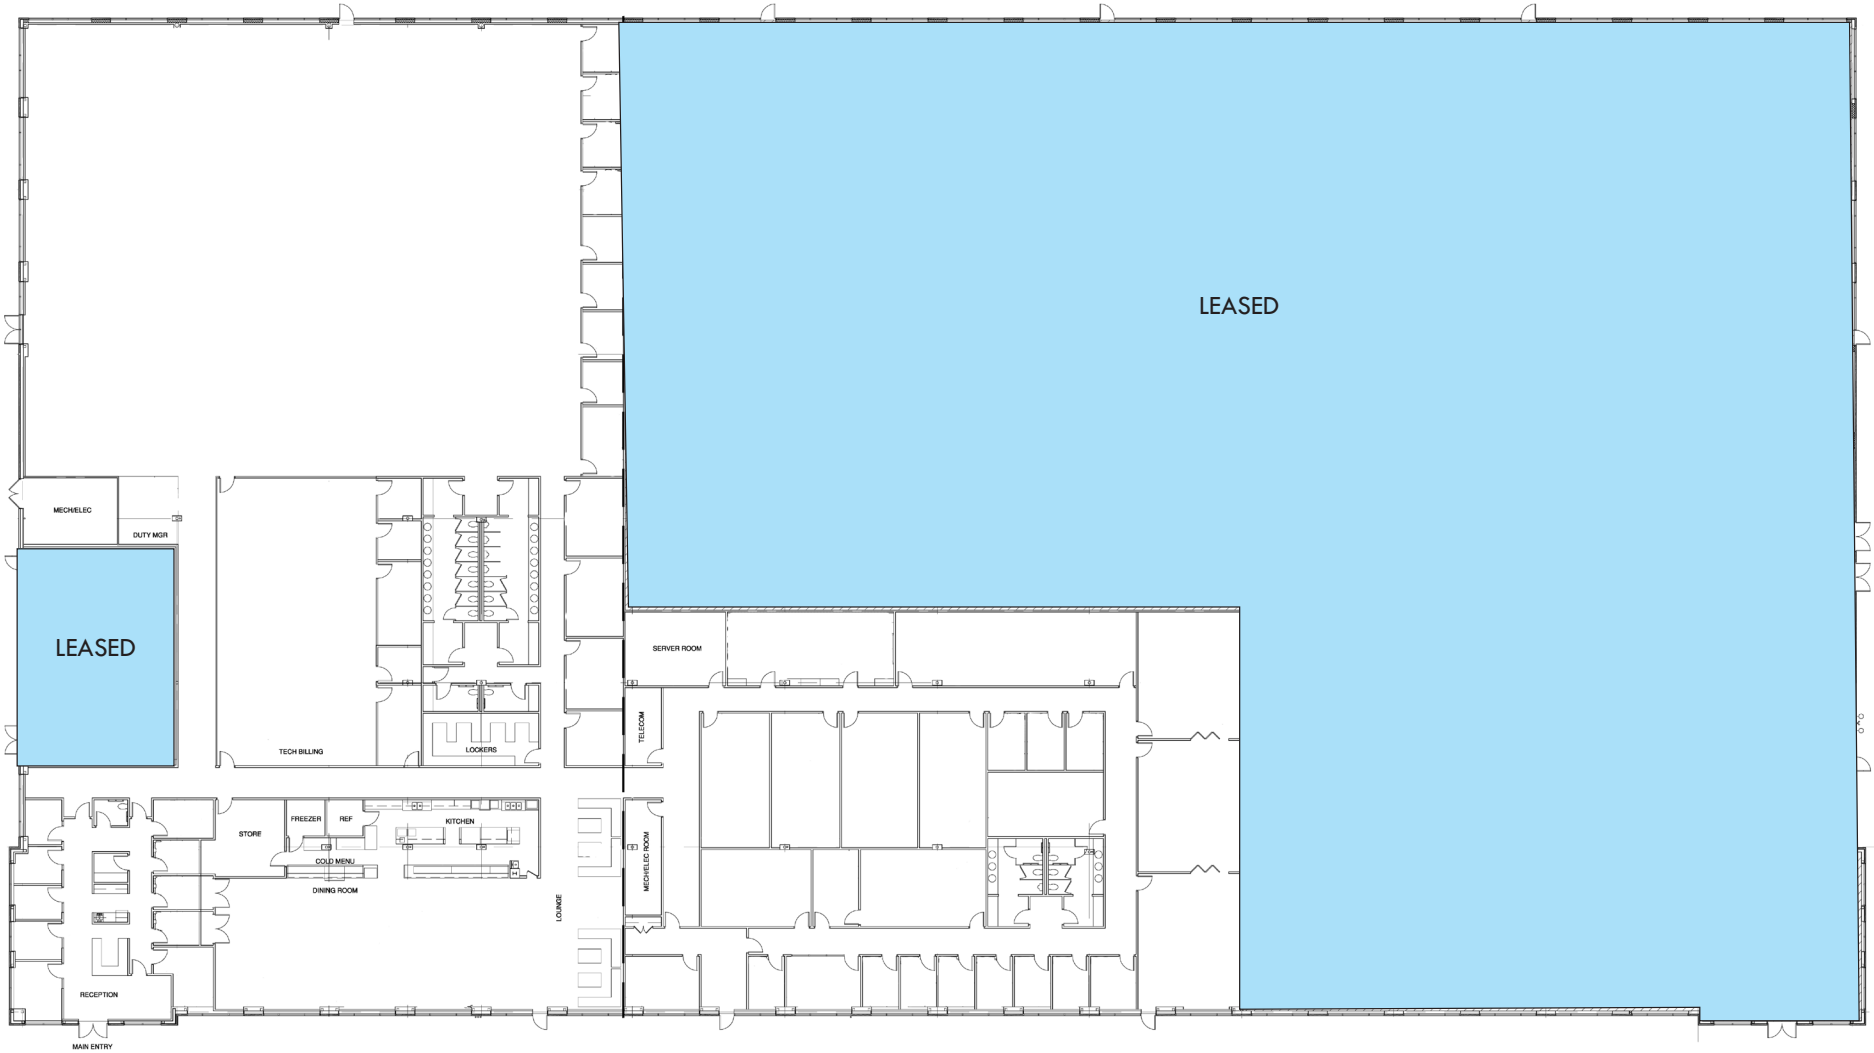 LEASED
MECH/ELEC
DUTY MGR
LEASED
SERVER ROOM
TELECOM
TECH BILLING
LOCKERS
STORE
FREEZER
REF
KITCHEN
COLD MENU
DINING ROOM
LOUNGE
MECH/ELEC ROOM
RECEPTION
MAIN ENTRY